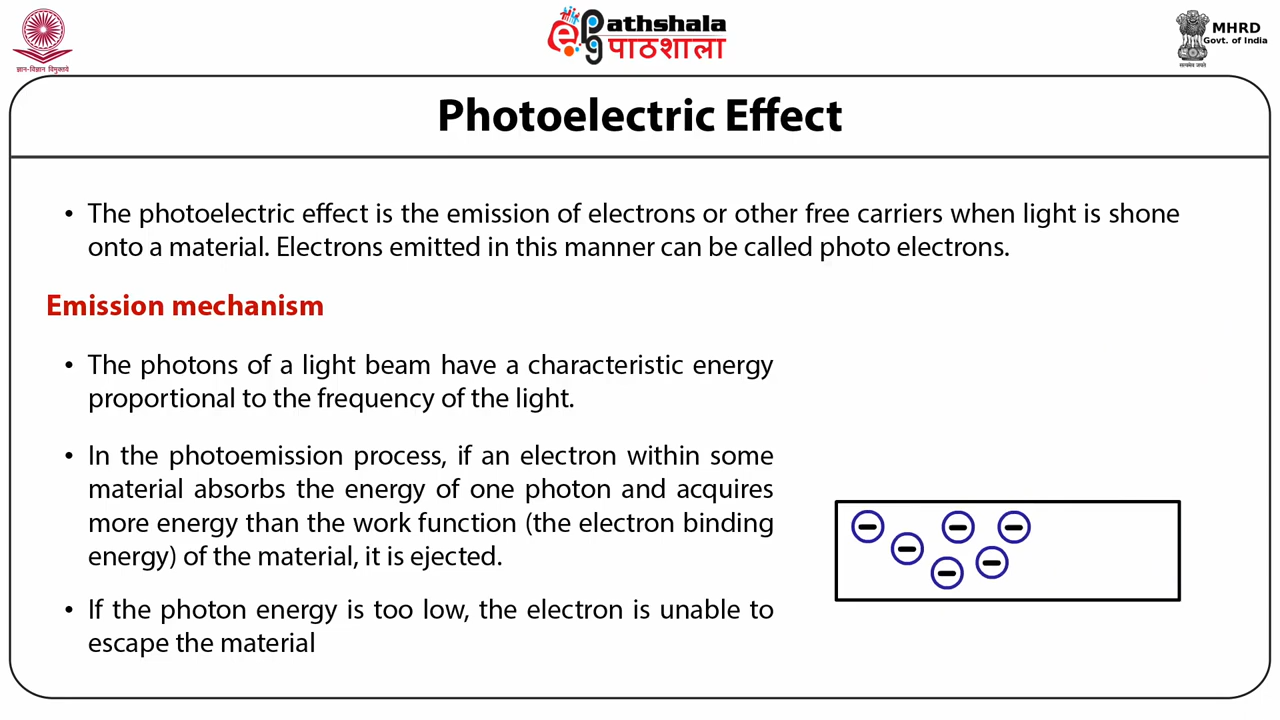 ज्ञान-विज्ञान विमुक्तये
ePathshala
पाठशाला
MHRD
Govt. of India
सत्यमेव जयते
Photoelectric Effect
• The photoelectric effect is the emission of electrons or other free carriers when light is shone
onto a material. Electrons emitted in this manner can be called photo electrons.
Emission mechanism
• The photons of a light beam have a characteristic energy
proportional to the frequency of the light.
• In the photoemission process, if an electron within some
material absorbs the energy of one photon and acquires
more energy than the work function (the electron binding
energy) of the material, it is ejected.
• If the photon energy is too low, the electron is unable to
escape the material